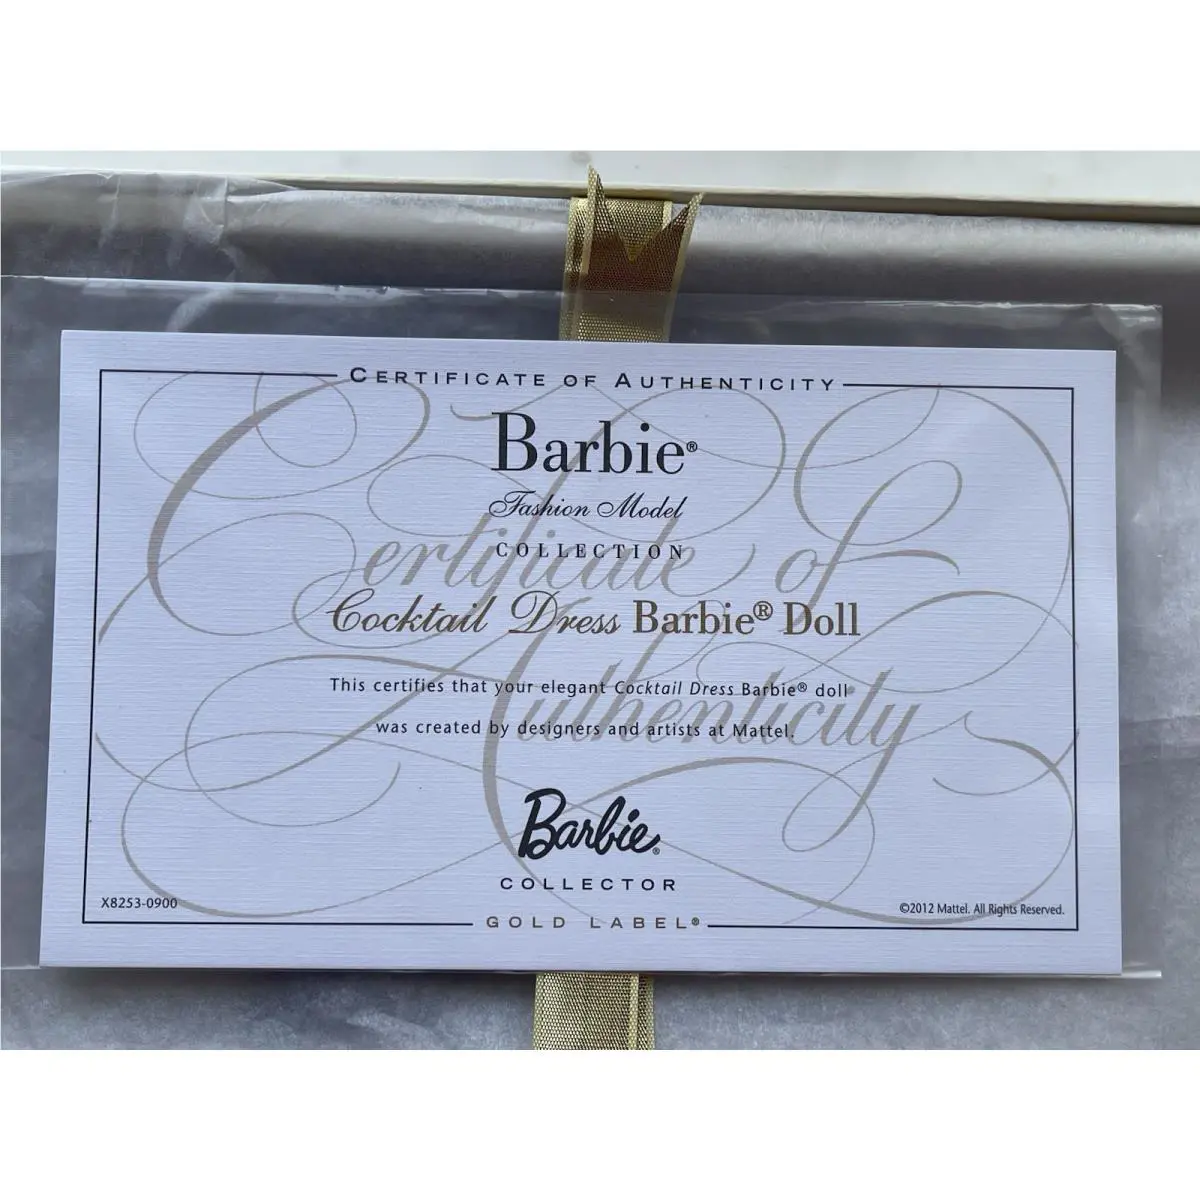 CERTIFICATE OF AUTHENTICITY
Barbie®
Fashion Model
COLLECTION
Certificate of
Authenticity
Cocktail Dress Barbie® Doll
This certifies that your elegant Cocktail Dress Barbie® doll
was created by designers and artists at Mattel.
Barbie®
COLLECTOR
X8253-0900
©2012 Mattel. All Rights Reserved.
GOLD LABEL®